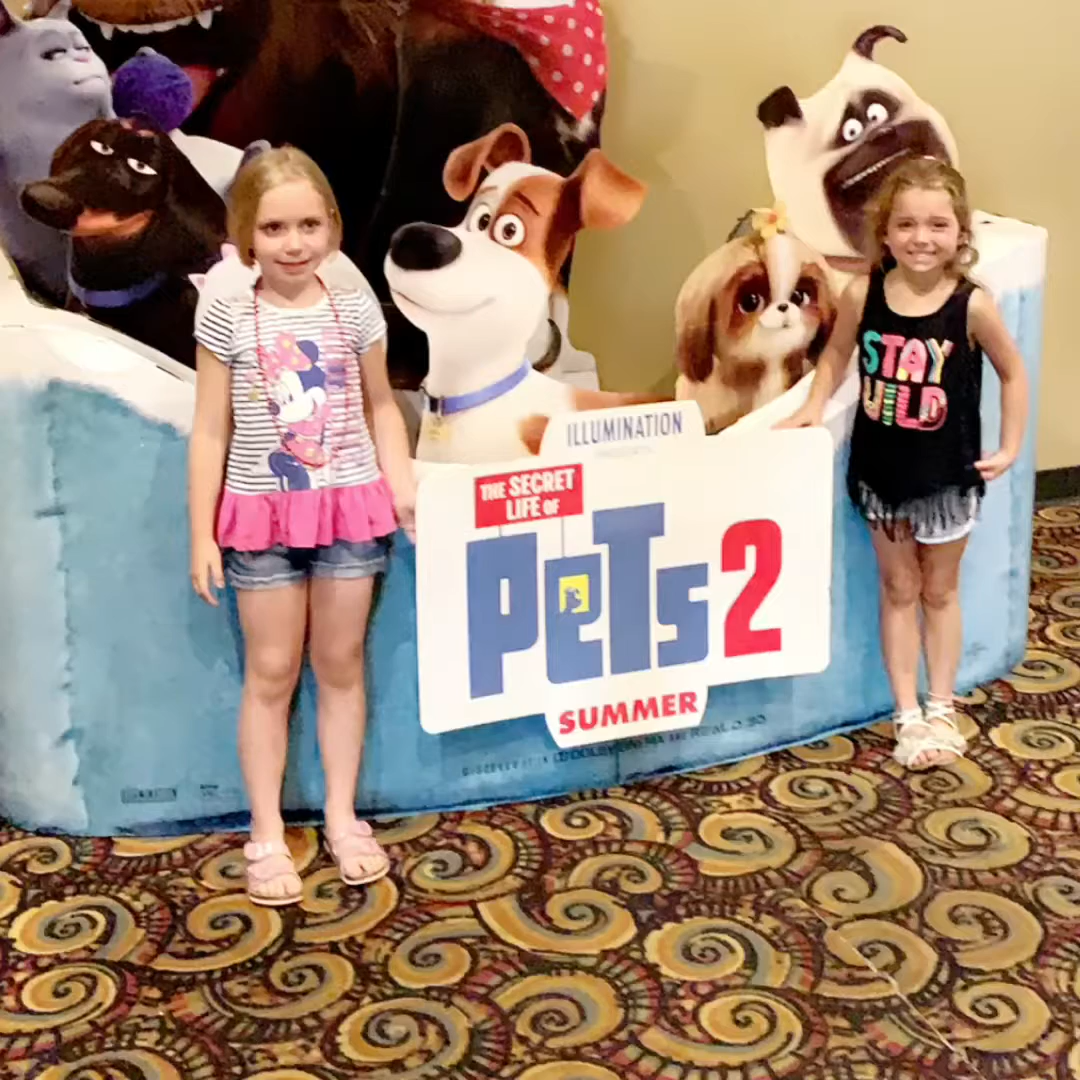 STAY
WILD
ILLUMINATION
THE SECRET
LIFE OF
PETS 2
SUMMER